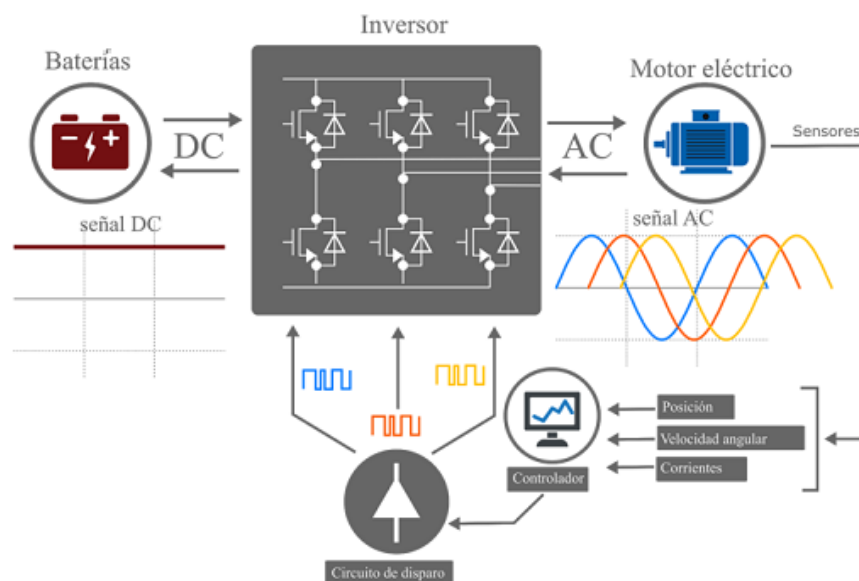 Inversor
Baterías
Motor eléctrico
Sensores
DC
AC
señal DC
señal AC
Posición
Velocidad angular
Corrientes
Controlador
Circuito de disparo